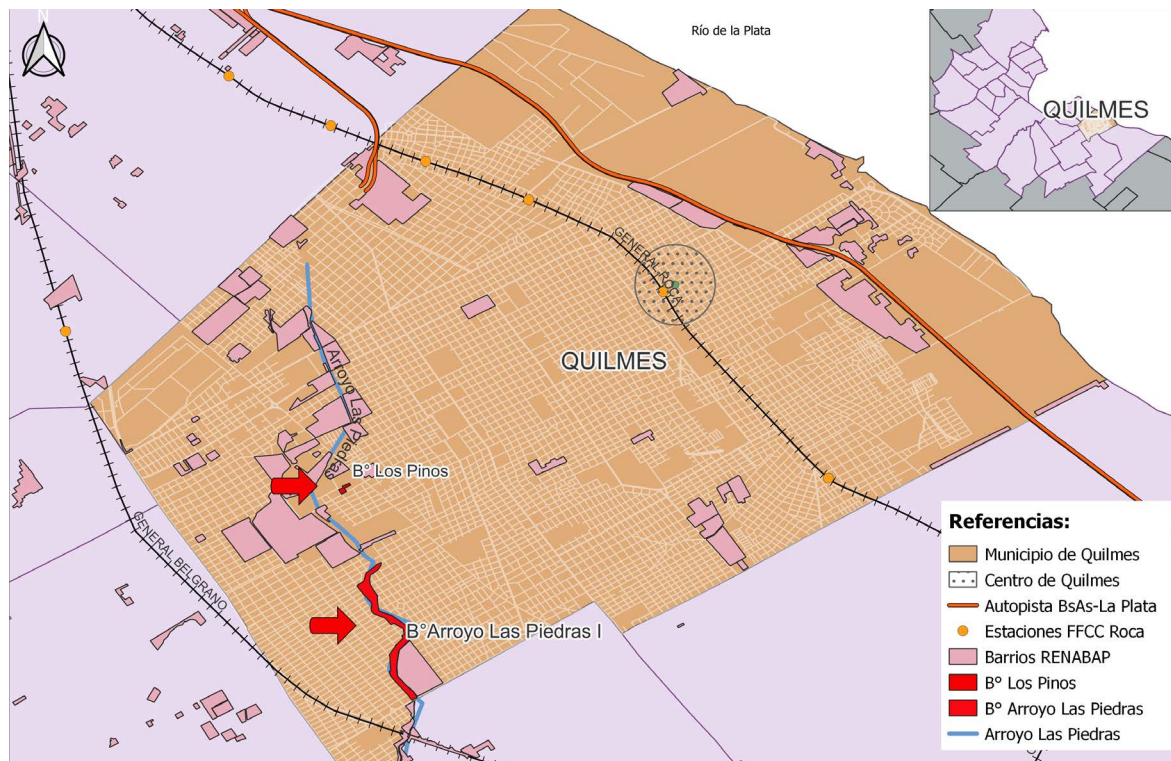 N
Río de la Plata
QUILMES
GENERAL ROCA
QUILMES
Arroyo Las Piedras
B° Los Pinos
GENERAL BELGRANO
B°Arroyo Las Piedras I
Referencias:
Municipio de Quilmes
Centro de Quilmes
Autopista BsAs-La Plata
Estaciones FFCC Roca
Barrios RENABAP
B° Los Pinos
B° Arroyo Las Piedras
Arroyo Las Piedras